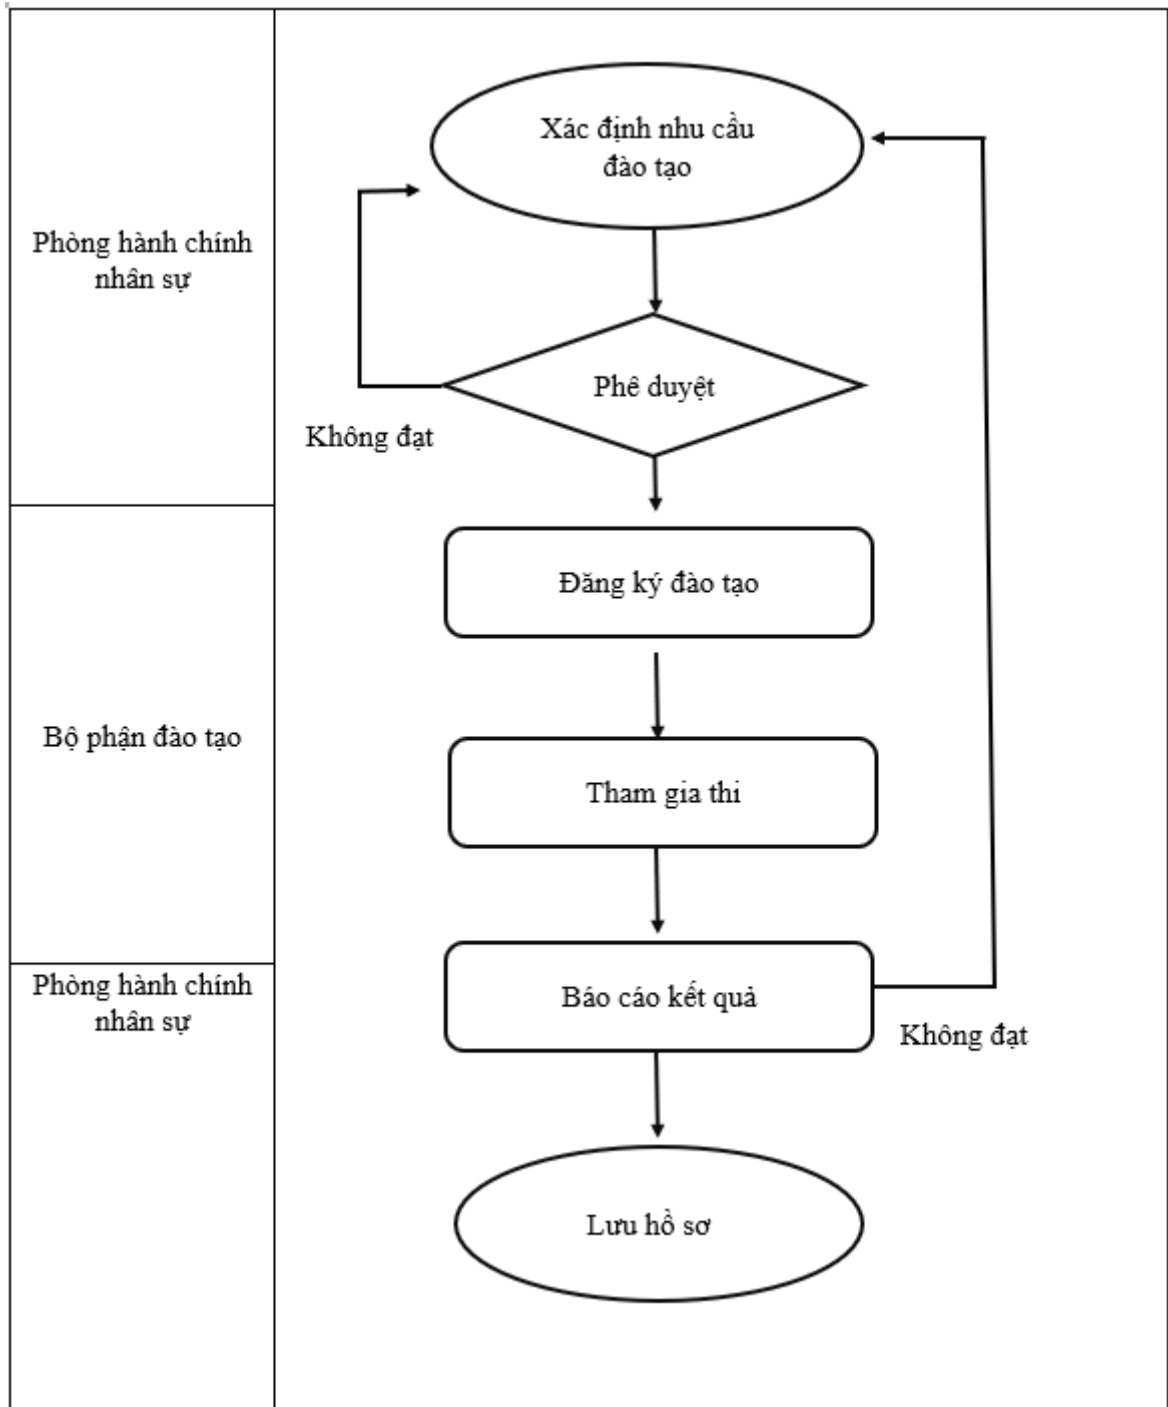 Xác định nhu cầu
đào tạo
Phòng hành chính
nhân sự
Phê duyệt
Không đạt
Đăng ký đào tạo
Bộ phận đào tạo
Tham gia thi
Phòng hành chính
nhân sự
Báo cáo kết quả
Không đạt
Lưu hồ sơ